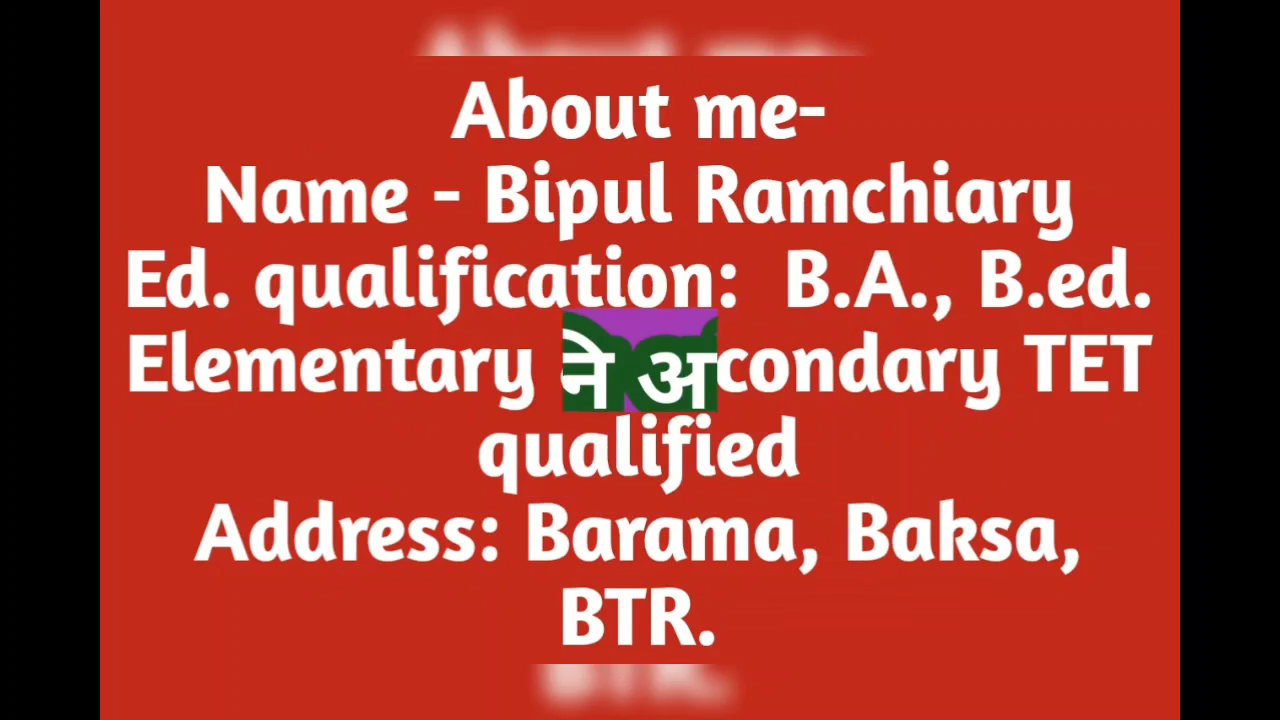 About me-
Name - Bipul Ramchiary
Ed. qualification:  B.A., B.ed.
Elementary ने अcondary TET
qualified
Address: Barama, Baksa,
BTR.